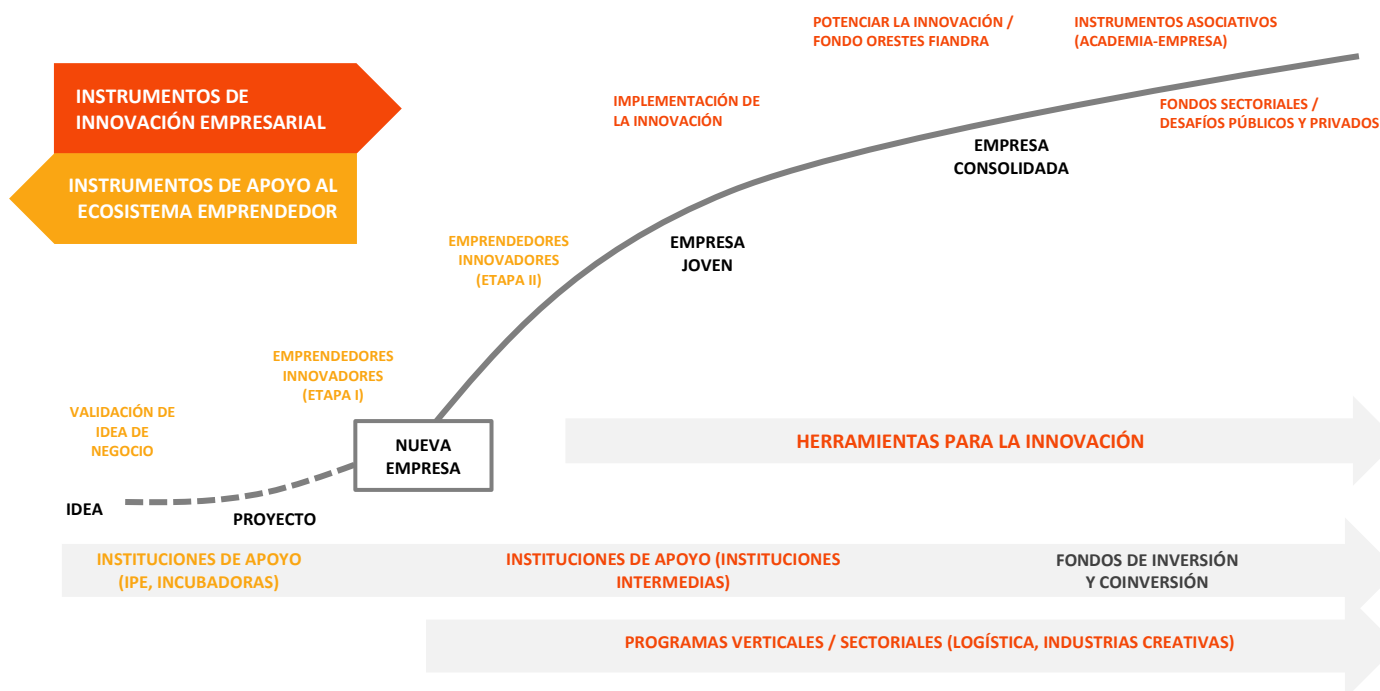 POTENCIAR LA INNOVACIÓN /
FONDO ORESTES FIANDRA
INSTRUMENTOS ASOCIATIVOS
(ACADEMIA-EMPRESA)
INSTRUMENTOS DE
INNOVACIÓN EMPRESARIAL
IMPLEMENTACIÓN DE
LA INNOVACIÓN
FONDOS SECTORIALES /
DESAFÍOS PÚBLICOS Y PRIVADOS
EMPRESA
CONSOLIDADA
INSTRUMENTOS DE APOYO AL
ECOSISTEMA EMPRENDEDOR
EMPRENDEDORES
INNOVADORES
(ETAPA II)
EMPRESA
JOVEN
EMPRENDEDORES
INNOVADORES
(ETAPA I)
VALIDACIÓN DE
IDEA DE
NEGOCIO
NUEVA
EMPRESA
HERRAMIENTAS PARA LA INNOVACIÓN
IDEA
PROYECTO
INSTITUCIONES DE APOYO
(IPE, INCUBADORAS)
INSTITUCIONES DE APOYO (INSTITUCIONES
INTERMEDIAS)
FONDOS DE INVERSIÓN
Y COINVERSIÓN
PROGRAMAS VERTICALES / SECTORIALES (LOGÍSTICA, INDUSTRIAS CREATIVAS)